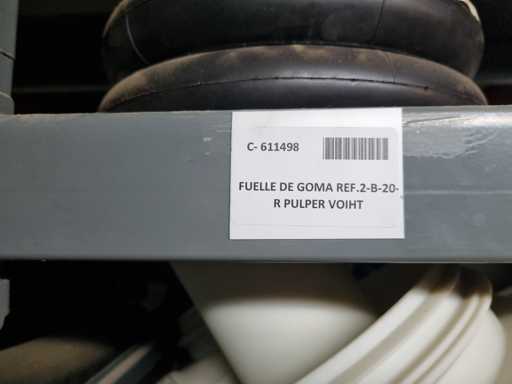 C- 611498
FUELLE DE GOMA REF.2-B-20-
R PULPER VOIHT